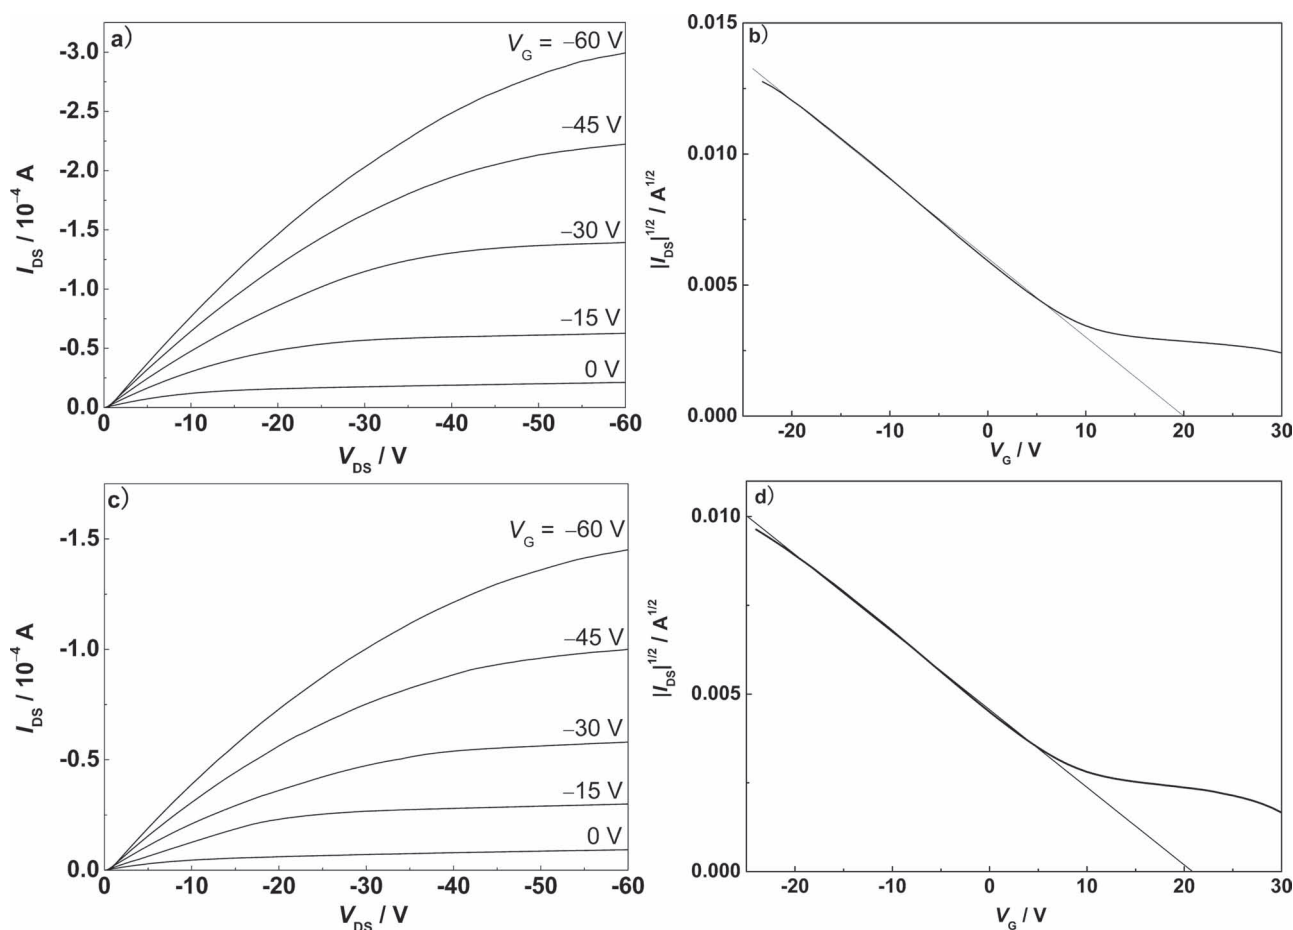 a)
V_G = −60 V
−45 V
−30 V
−15 V
0 V
-3.0
-2.5
-2.0
-1.5
-1.0
-0.5
0.0
I_DS / 10⁻⁴ A
0 -10 -20 -30 -40 -50 -60
V_DS / V
b)
0.015
0.010
0.005
0.000
|I_DS|^1/2 / A^1/2
-20 -10 0 10 20 30
V_G / V
c)
V_G = −60 V
−45 V
−30 V
−15 V
0 V
-1.5
-1.0
-0.5
0.0
I_DS / 10⁻⁴ A
0 -10 -20 -30 -40 -50 -60
V_DS / V
d)
0.010
0.005
0.000
|I_DS|^1/2 / A^1/2
-20 -10 0 10 20 30
V_G / V